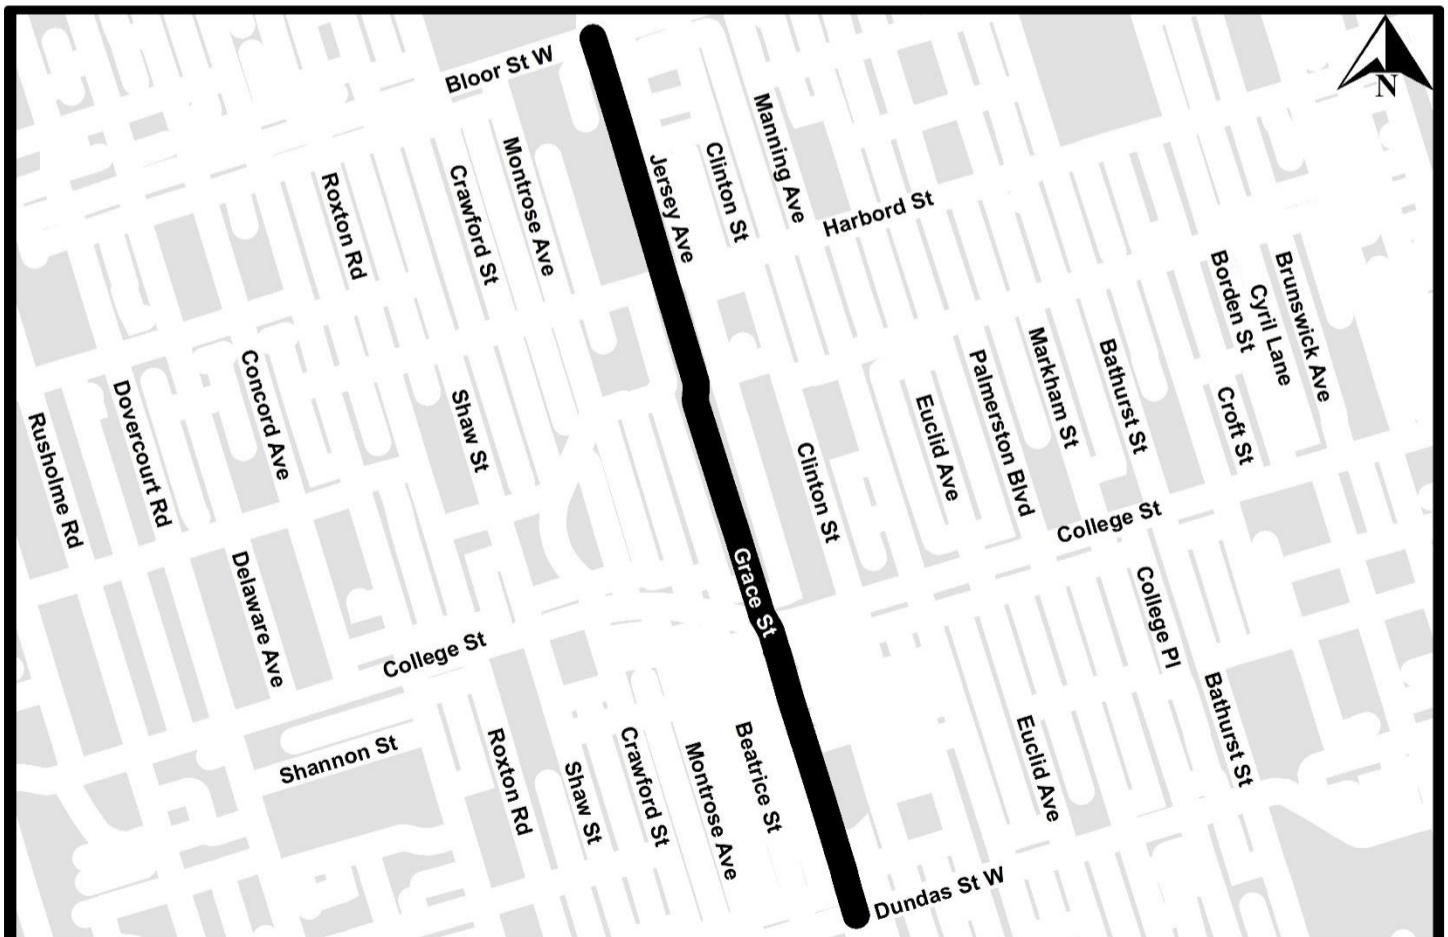 Bloor St W
N
Manning Ave
Montrose Ave
Clinton St
Jersey Ave
Crawford St
Roxton Rd
Harbord St
Borden St
Cyril Lane
Brunswick Ave
Markham St
Bathurst St
Palmerston Blvd
Concord Ave
Dovercourt Rd
Shaw St
Croft St
Euclid Ave
Rusholme Rd
Clinton St
College St
Grace St
Delaware Ave
College Pl
College St
Bathurst St
Euclid Ave
Beatrice St
Shannon St
Roxton Rd
Crawford St
Montrose Ave
Shaw St
Dundas St W